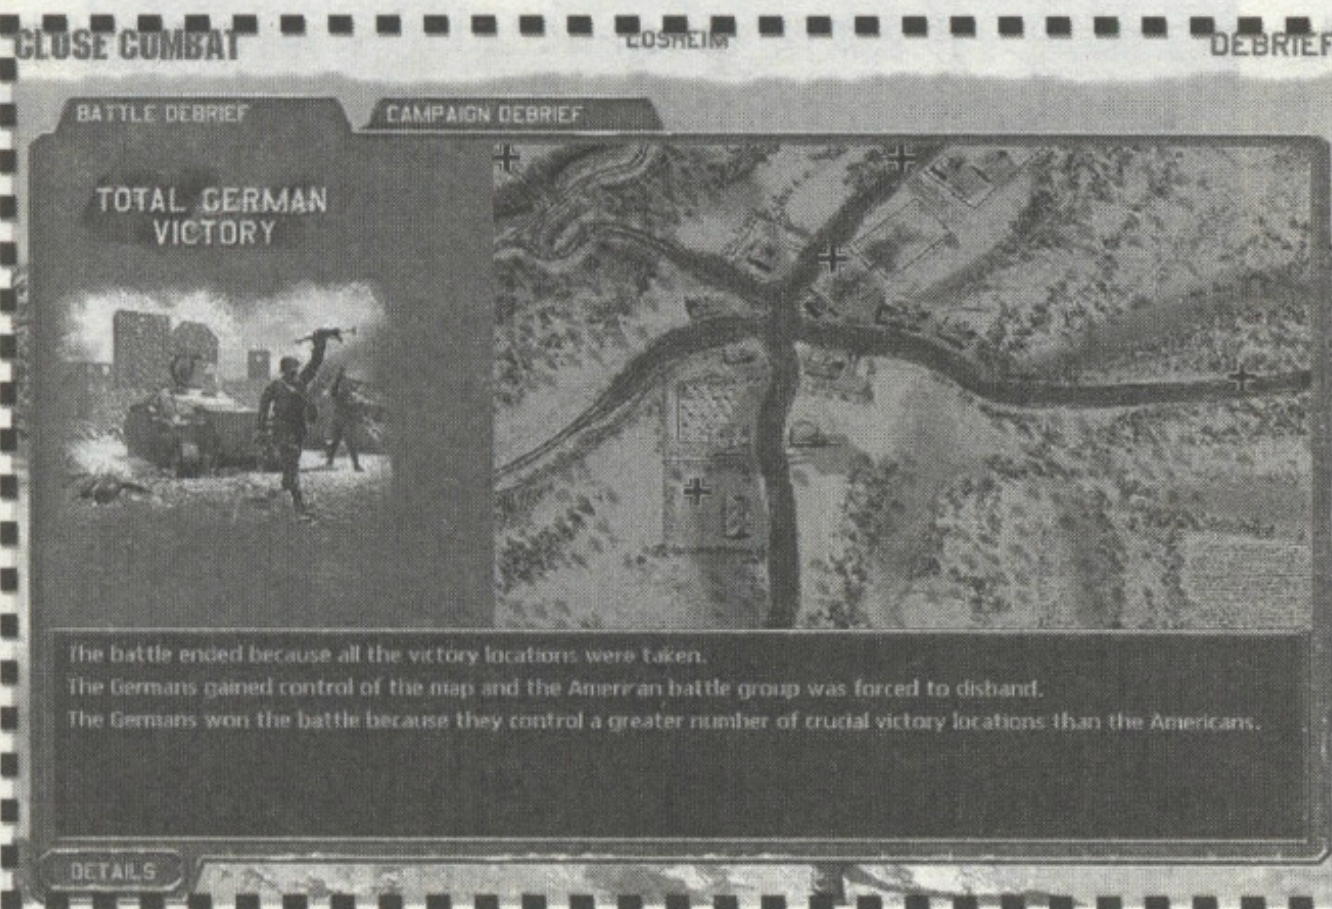 CLOSE COMBAT
LOSHEIM
DEBRIEF
BATTLE DEBRIEF
CAMPAIGN DEBRIEF
TOTAL GERMAN
VICTORY
The battle ended because all the victory locations were taken.
The Germans gained control of the map and the American battle group was forced to disband.
The Germans won the battle because they control a greater number of crucial victory locations than the Americans.
DETAILS